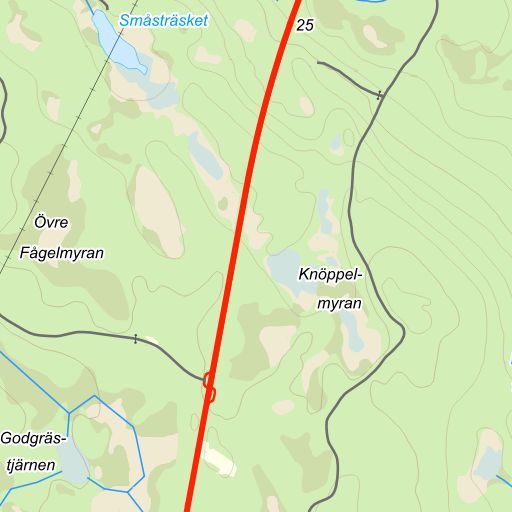 Småsträsket
25
Övre
Fågelmyran
Knöppel-
myran
Godgräs-
tjärnen